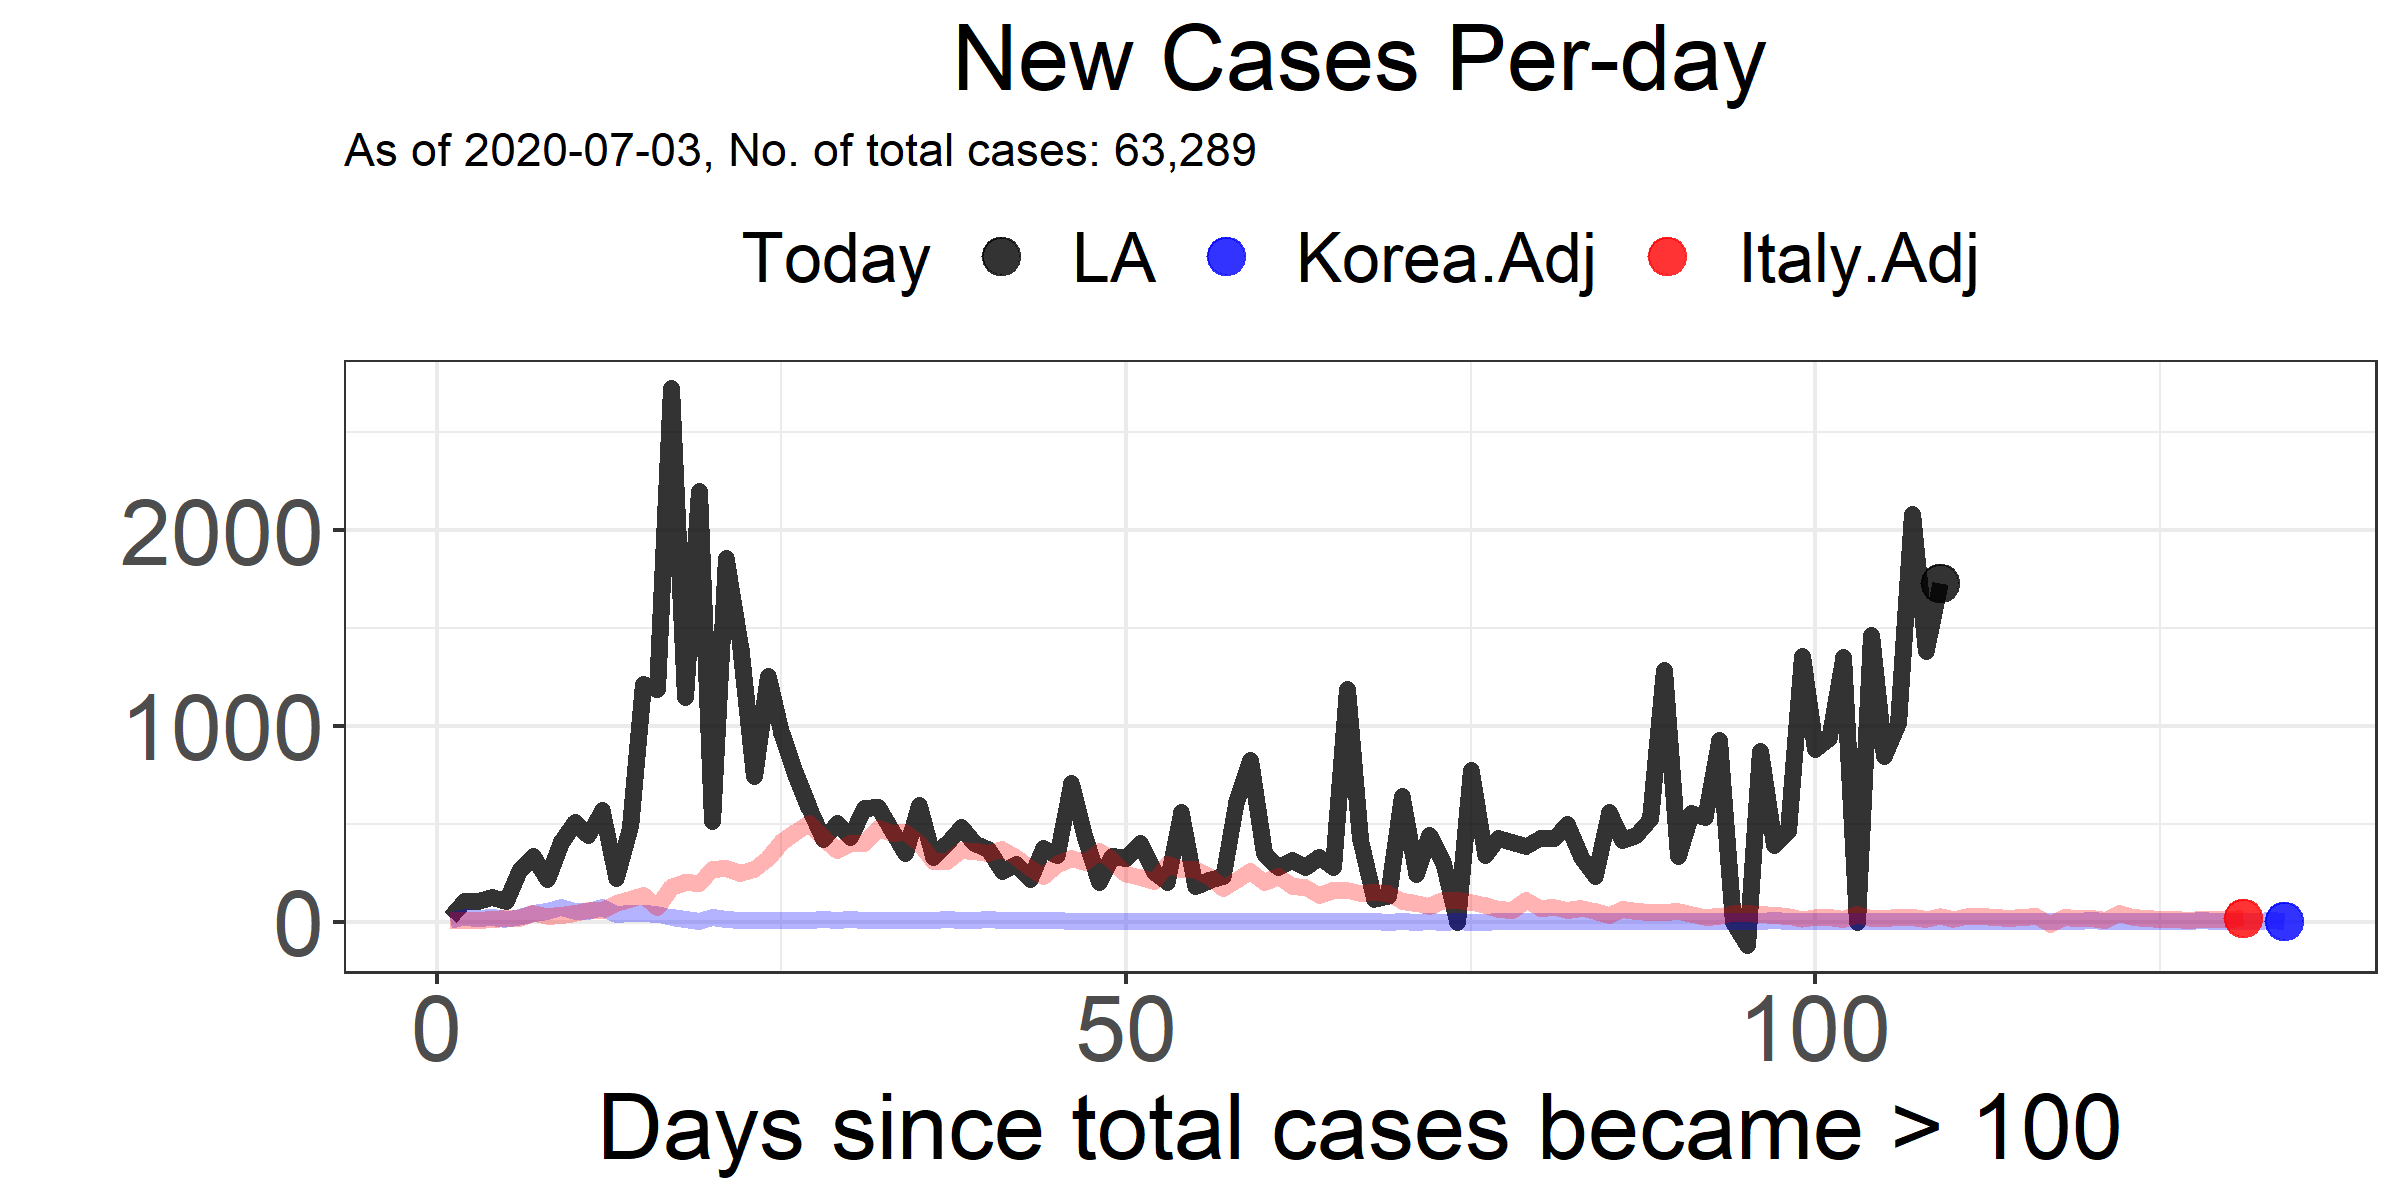 New Cases Per-day
As of 2020-07-03, No. of total cases: 63,289
Today LA Korea.Adj Italy.Adj
2000
1000
0
0 50 100
Days since total cases became > 100